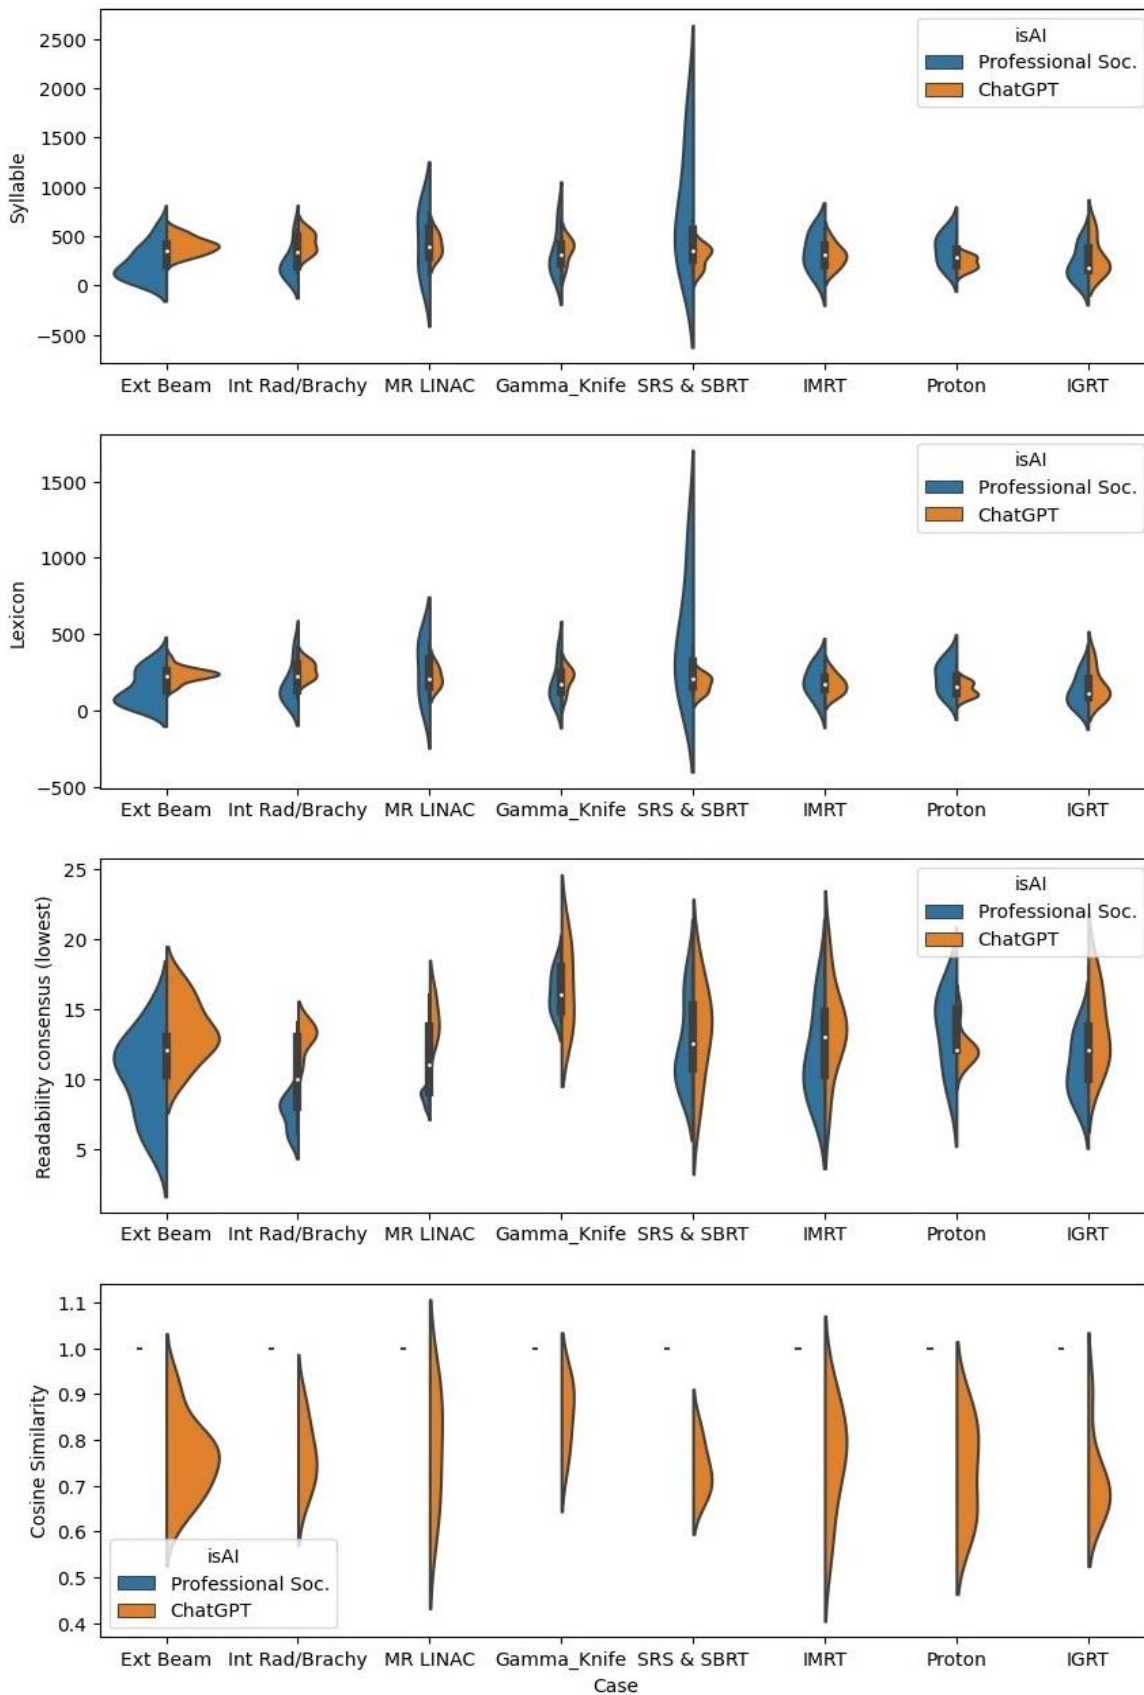 isAI
Professional Soc.
ChatGPT
2500
2000
1500
1000
500
0
−500
Syllable
Ext Beam Int Rad/Brachy MR LINAC Gamma_Knife SRS & SBRT IMRT Proton IGRT
isAI
Professional Soc.
ChatGPT
1500
1000
500
0
−500
Lexicon
Ext Beam Int Rad/Brachy MR LINAC Gamma_Knife SRS & SBRT IMRT Proton IGRT
isAI
Professional Soc.
ChatGPT
25
20
15
10
5
Readability consensus (lowest)
Ext Beam Int Rad/Brachy MR LINAC Gamma_Knife SRS & SBRT IMRT Proton IGRT
1.1
1.0
0.9
0.8
0.7
0.6
0.5
0.4
Cosine Similarity
isAI
Professional Soc.
ChatGPT
Ext Beam Int Rad/Brachy MR LINAC Gamma_Knife SRS & SBRT IMRT Proton IGRT
Case